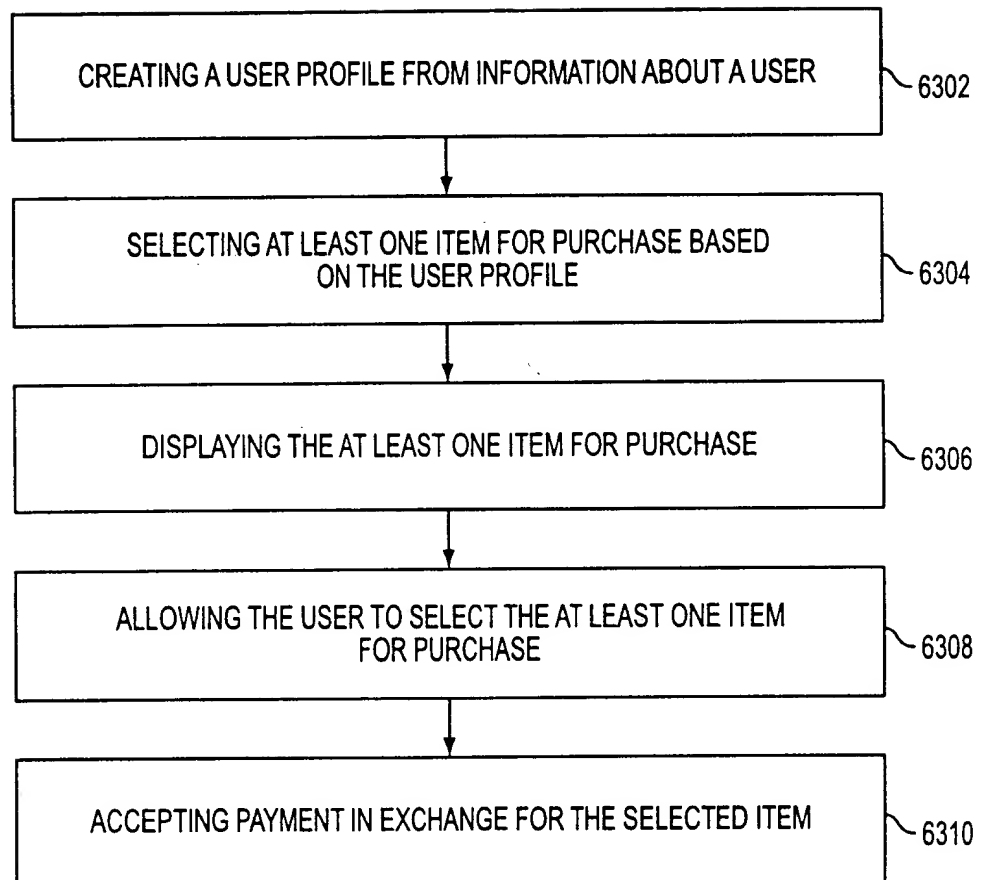 CREATING A USER PROFILE FROM INFORMATION ABOUT A USER
6302
SELECTING AT LEAST ONE ITEM FOR PURCHASE BASED
ON THE USER PROFILE
6304
DISPLAYING THE AT LEAST ONE ITEM FOR PURCHASE
6306
ALLOWING THE USER TO SELECT THE AT LEAST ONE ITEM
FOR PURCHASE
6308
ACCEPTING PAYMENT IN EXCHANGE FOR THE SELECTED ITEM
6310